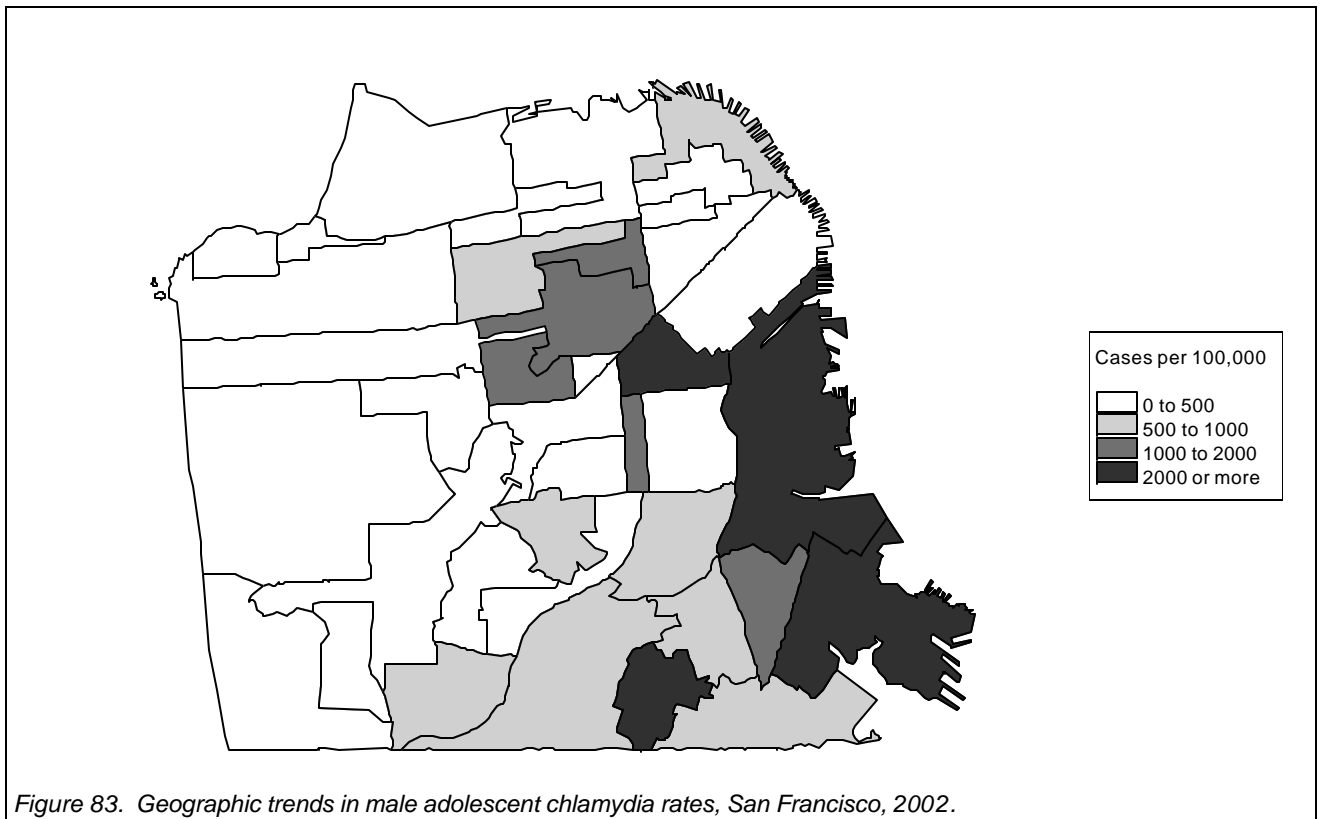 Cases per 100,000
0 to 500
500 to 1000
1000 to 2000
2000 or more
Figure 83. Geographic trends in male adolescent chlamydia rates, San Francisco, 2002.